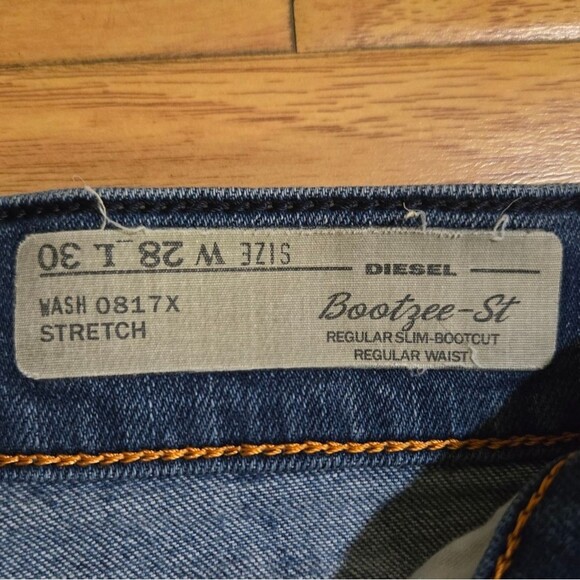 SIZE W 28 L 30
DIESEL
WASH 0817X
STRETCH
Bootzee-St
REGULAR SLIM-BOOTCUT
REGULAR WAIST